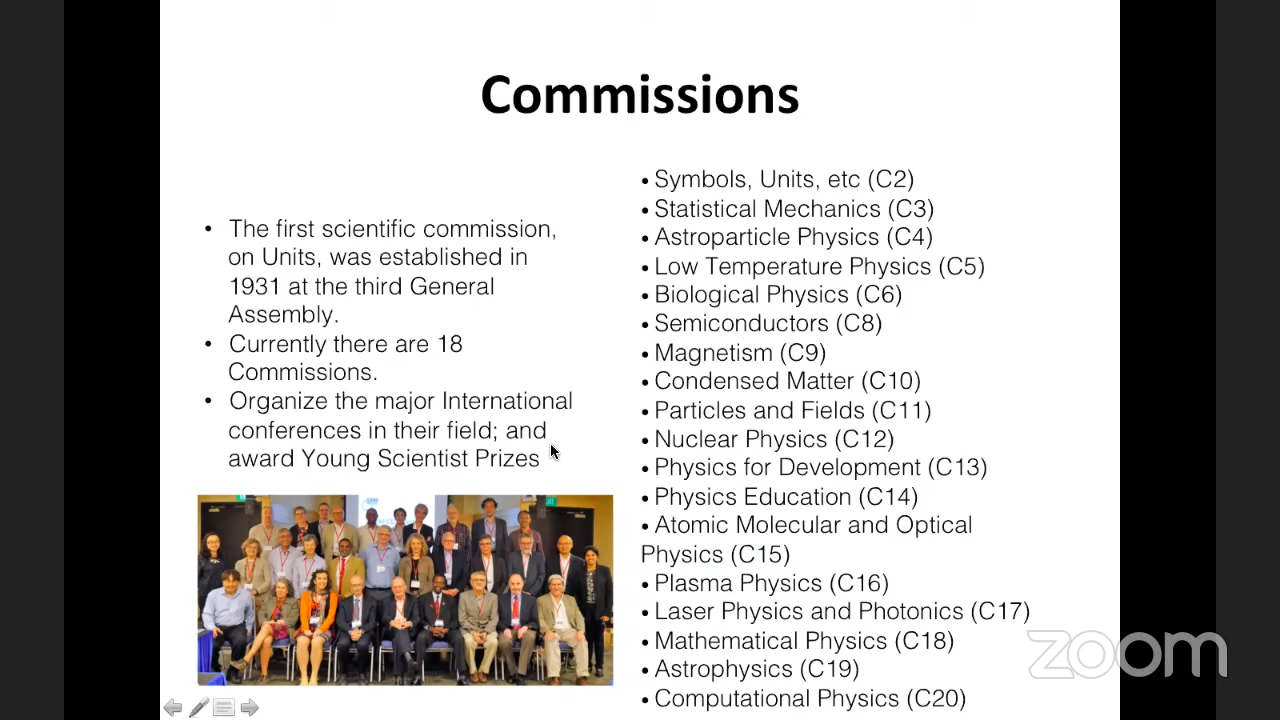 Commissions
• The first scientific commission,
on Units, was established in
1931 at the third General
Assembly.
• Currently there are 18
Commissions.
• Organize the major International
conferences in their field; and
award Young Scientist Prizes
• Symbols, Units, etc (C2)
• Statistical Mechanics (C3)
• Astroparticle Physics (C4)
• Low Temperature Physics (C5)
• Biological Physics (C6)
• Semiconductors (C8)
• Magnetism (C9)
• Condensed Matter (C10)
• Particles and Fields (C11)
• Nuclear Physics (C12)
• Physics for Development (C13)
• Physics Education (C14)
• Atomic Molecular and Optical
Physics (C15)
• Plasma Physics (C16)
• Laser Physics and Photonics (C17)
• Mathematical Physics (C18)
• Astrophysics (C19)
• Computational Physics (C20)
zoom